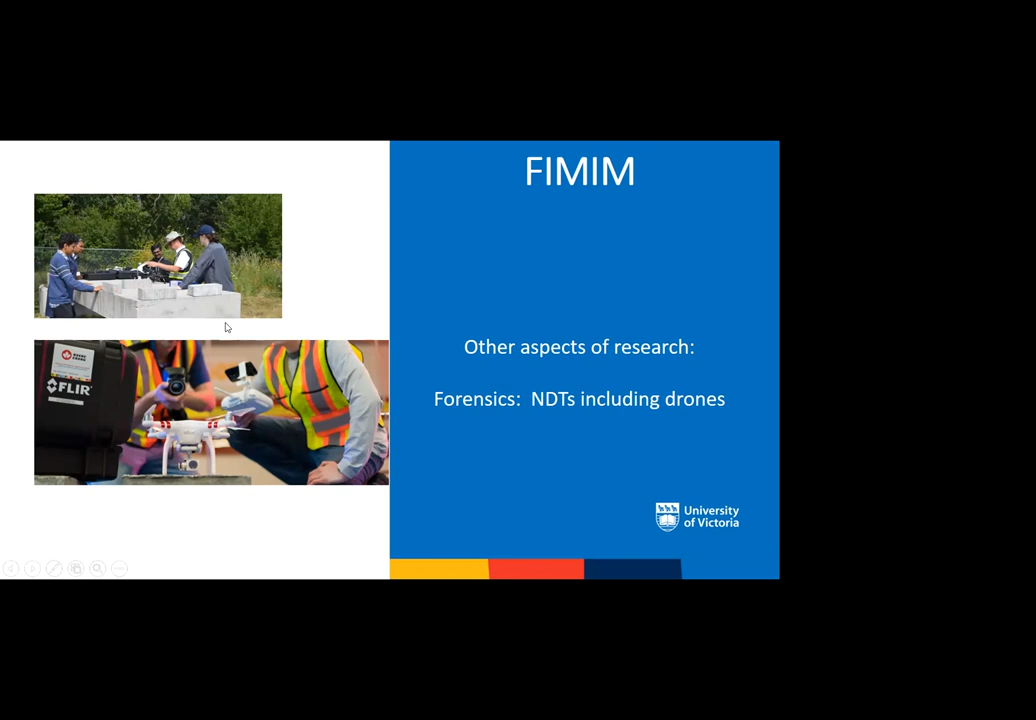 FIMIM
Other aspects of research:
Forensics: NDTs including drones
FLIR
University
of Victoria